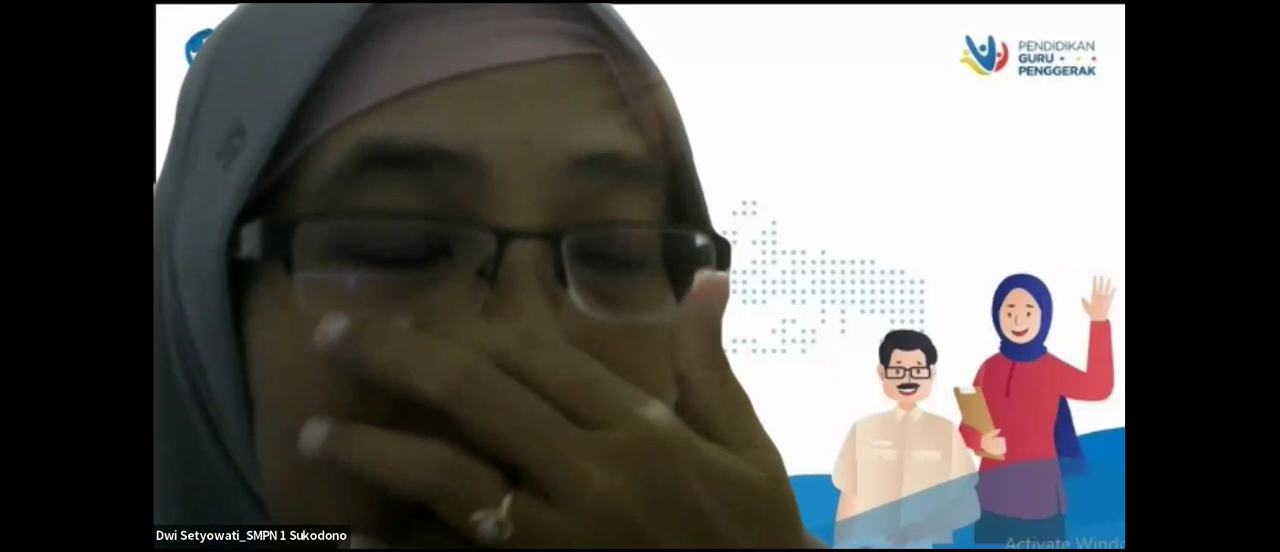 PENDIDIKAN
GURU
PENGGERAK
Dwi Setyowati_SMPN 1 Sukodono
Activate Windo